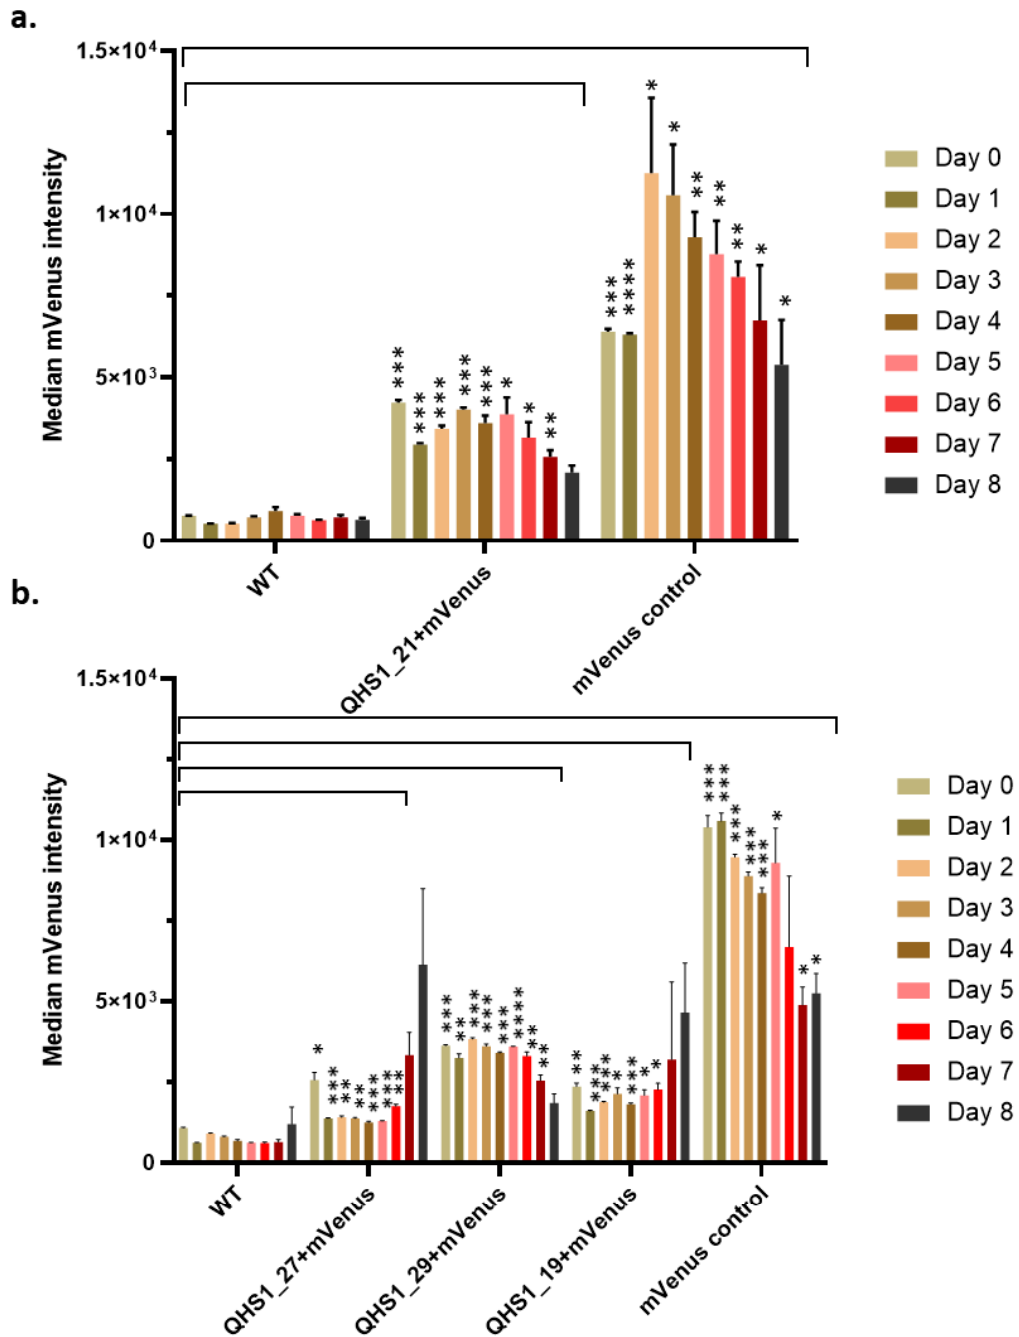 a.
Median mVenus intensity
1.5×10⁴
1×10⁴
5×10³
0
* * *
* * *
* * *
* * *
* * *
*
*
* *
* * *
* * * *
*
*
* *
* *
* *
*
*
WT
QHS1_21+mVenus
mVenus control
Day 0
Day 1
Day 2
Day 3
Day 4
Day 5
Day 6
Day 7
Day 8
b.
Median mVenus intensity
1.5×10⁴
1×10⁴
5×10³
0
WT
QHS1_27+mVenus
QHS1_29+mVenus
QHS1_19+mVenus
mVenus control
Day 0
Day 1
Day 2
Day 3
Day 4
Day 5
Day 6
Day 7
Day 8